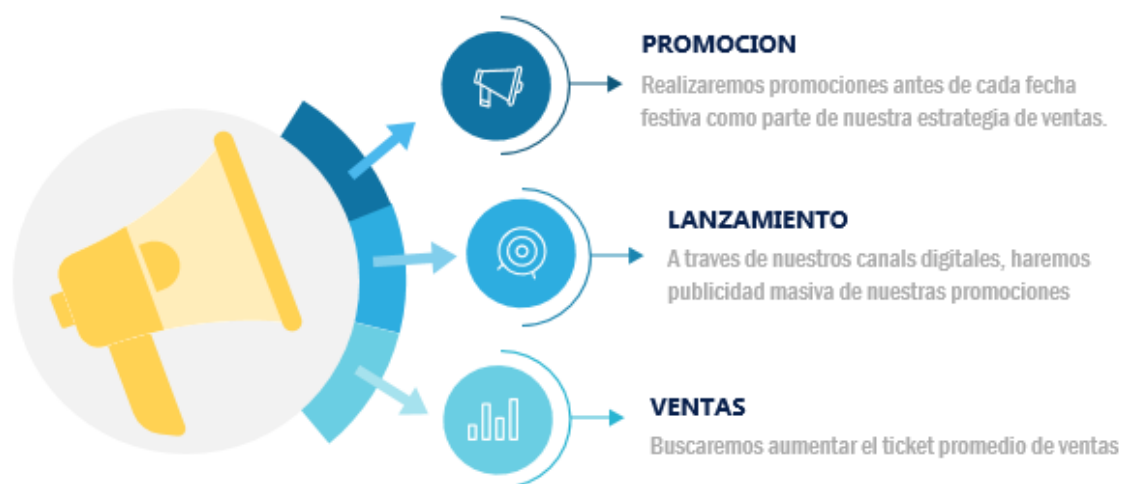 PROMOCION
Realizaremos promociones antes de cada fecha
festiva como parte de nuestra estrategia de ventas.
LANZAMIENTO
A traves de nuestros canals digitales, haremos
publicidad masiva de nuestras promociones
VENTAS
Buscaremos aumentar el ticket promedio de ventas